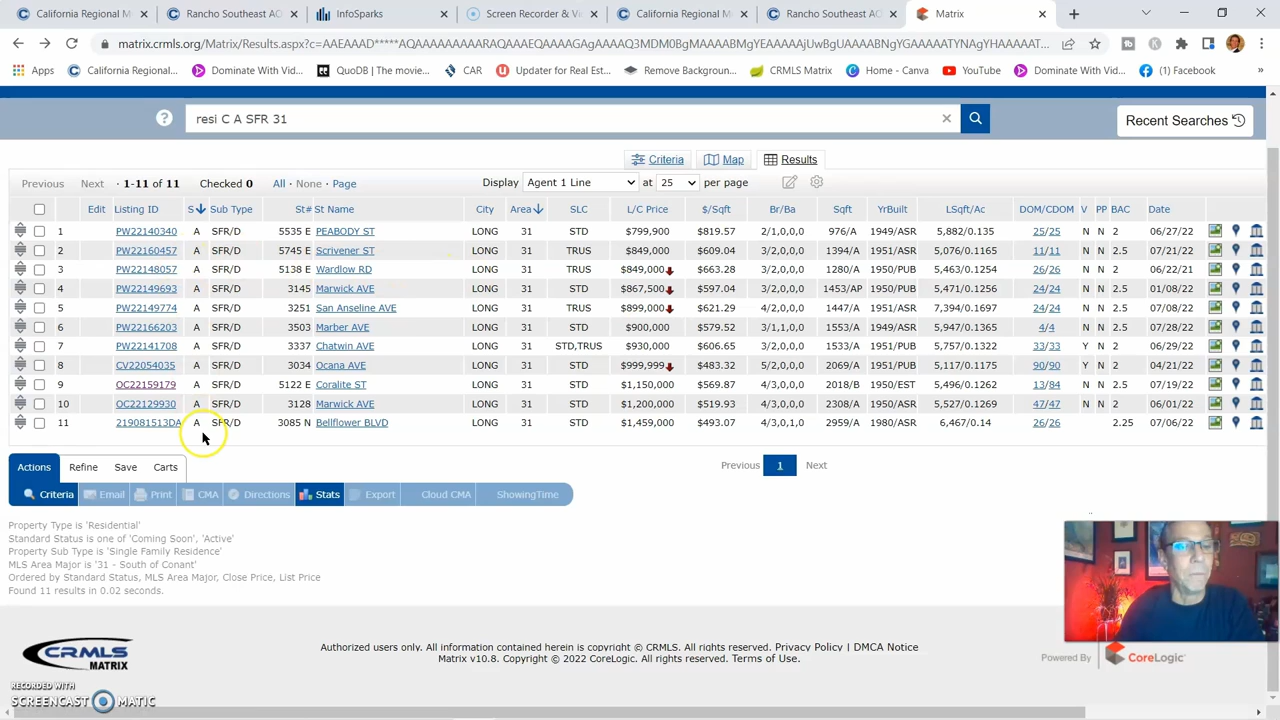 California Regional M
Rancho Southeast AO
InfoSparks
Screen Recorder & Vi
California Regional M
Rancho Southeast AC
Matrix
matrix.crmls.org/Matrix/Results.aspx?c=AAEAAAD*****AQAAAAAAAAARAQAAAFQAAAAGAgAAAAQ3MDM0BgMAAAABMgYEAAAAAjUwBgUAAAABNgYGAAAAATYNAgYHAAAAATYN...
Apps California Regional... Dominate With Vid... QuoDB | The movie... CAR Updater for Real Est... Remove Backgroun... CRMLS Matrix Home - Canva YouTube Dominate With Vid... (1) Facebook »
? resi C A SFR 31 Recent Searches
Criteria Map Results
Previous Next · 1-11 of 11 Checked 0 All · None · Page Display Agent 1 Line at 25 per page
Edit Listing ID S Sub Type St# St Name City Area SLC L/C Price $/Sqft Br/Ba Sqft YrBuilt LSqft/Ac DOM/CDOM V PP BAC Date
1 PW22140340 A SFR/D 5535 E PEABODY ST LONG 31 STD $799,900 $819.57 2/1,0,0,0 976/A 1949/ASR 5,882/0.135 25/25 N N 2 06/27/22
2 PW22160457 A SFR/D 5745 E Scrivener ST LONG 31 TRUS $849,000 $609.04 3/2,0,0,0 1394/A 1951/ASR 5,076/0.1165 11/11 N N 2.5 07/23/22
3 PW22148057 A SFR/D 5138 E Wardlow RD LONG 31 TRUS $849,000 $663.28 3/2,0,0,0 1280/A 1951/PUB 5,463/0.1254 26/26 N N 2 06/22/21
4 PW22149693 A SFR/D 3145 Marwick AVE LONG 31 STD $867,500 $597.04 3/2,0,0,0 1453/AP 1951/PUB 5,471/0.1256 24/24 N N 2 01/08/22
5 PW22149774 A SFR/D 3251 San Anseline AVE LONG 31 TRUS $899,000 $621.29 4/2,0,0,0 1447/A 1951/PUB 7,394/0.1697 24/24 N N 2.5 07/08/22
6 PW22166203 A SFR/D 3503 Marber AVE LONG 31 STD $900,000 $579.52 3/1,1,0,0 1553/A 1949/ASR 5,947/0.1365 4/4 N N 2.5 07/28/22
7 PW22141708 A SFR/D 3337 Chatwin AVE LONG 31 STD,TRUS $930,000 $606.65 3/2,0,0,0 1533/A 1951/PUB 5,757/0.1322 33/33 Y N 2 06/29/22
8 CV22054035 A SFR/D 3034 Ocana AVE LONG 31 STD $999,999 $483.32 5/2,0,0,0 2069/A 1951/PUB 5,117/0.1175 90/90 Y N 2 04/23/22
9 OC22159179 A SFR/D 5122 E Coralite ST LONG 31 STD $1,150,000 $569.87 4/3,0,0,0 2018/B 1950/EST 5,496/0.1262 13/84 N N 2.5 07/19/22
10 OC22129930 A SFR/D 3128 Marwick AVE LONG 31 STD $1,200,000 $519.93 4/3,0,0,0 2308/A 1950/ASR 5,527/0.1269 47/47 N N 2 06/01/22
11 219081513DA A SFR/D 3085 N Bellflower BLVD LONG 31 STD $1,459,000 $493.07 4/3,0,1,0 2959/A 1980/ASR 6,467/0.14 26/26 2.25 07/06/22
Previous 1 Next
Actions Refine Save Carts
Criteria Email Print CMA Directions Stats Export Cloud CMA ShowingTime
Property Type is 'Residential'
Standard Status is one of 'Coming Soon', 'Active'
Property Sub Type is 'Single Family Residence'
MLS Area Major is '31 - South of Conant'
Ordered by Standard Status, MLS Area Major, Close Price, List Price
Found 11 results in 0.02 seconds.
CRMLS
MATRIX
Authorized users only. All information contained herein is copyright © CRMLS. All rights reserved. Privacy Policy | DMCA Notice
Matrix v10.8. Copyright © 2022 CoreLogic. All rights reserved. Terms of Use.
Powered By CoreLogic
RECORDED WITH
SCREENCAST MATIC